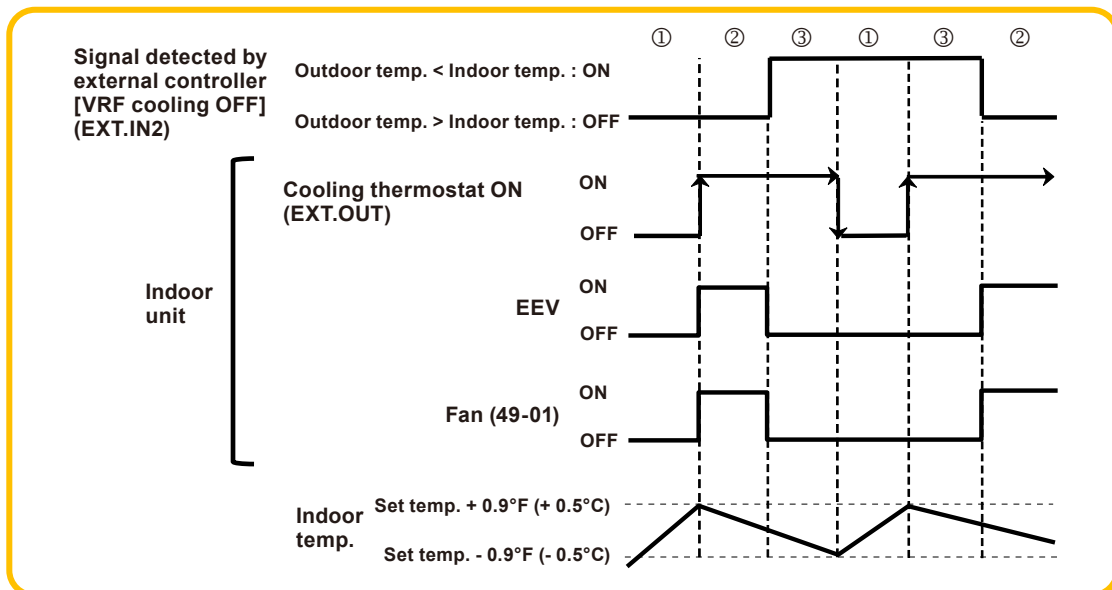 ① ② ③ ① ③ ②
Signal detected by
external controller
[VRF cooling OFF]
(EXT.IN2)
Outdoor temp. < Indoor temp. : ON
Outdoor temp. > Indoor temp. : OFF
Indoor
unit
Cooling thermostat ON
(EXT.OUT)
ON
OFF
EEV
ON
OFF
Fan (49-01)
ON
OFF
Indoor
temp.
Set temp. + 0.9°F (+ 0.5°C)
Set temp. - 0.9°F (- 0.5°C)